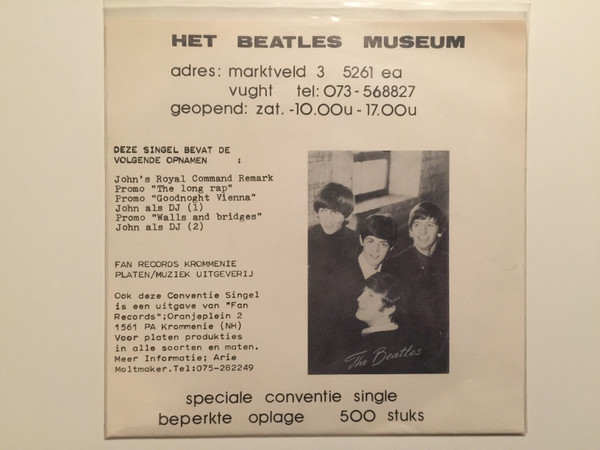 HET BEATLES MUSEUM
adres: marktveld 3 5261 ea
vught tel: 073-568827
geopend: zat. -10.00u - 17.00u
DEZE SINGEL BEVAT DE
VOLGENDE OPNAMEN :
John's Royal Command Remark
Promo "The long rap"
Promo "Goodnoght Vienna"
John als DJ (1)
Promo "Walls and bridges"
John als DJ (2)
FAN RECORDS KROMMENIE
PLATEN/MUZIEK UITGEVERIJ
Ook deze Conventie Singel
is een uitgave van "Fan
Records";Oranjeplein 2
1561 PA Krommenie (NH)
Voor platen produkties
in alle soorten en maten.
Meer Informatie; Arie
Moltmaker.Tel:075-282249
The Beatles
speciale conventie single
beperkte oplage 500 stuks